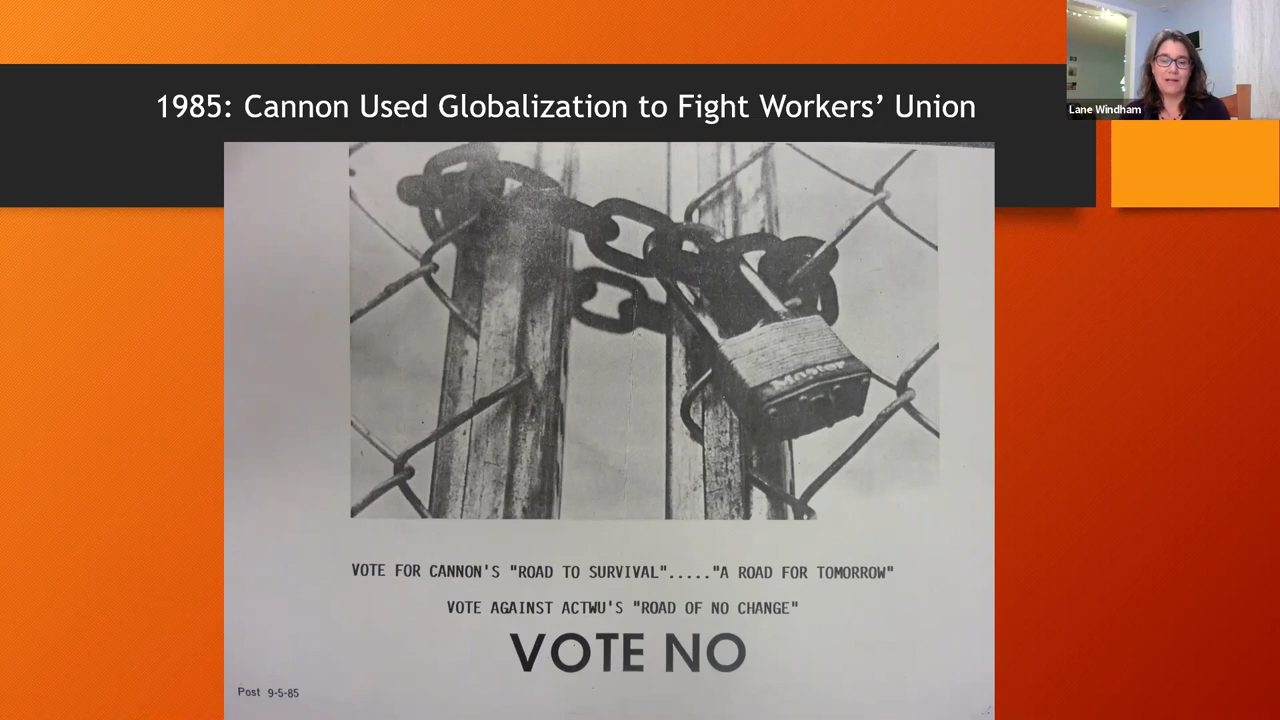 1985: Cannon Used Globalization to Fight Workers’ Union
Lane Windham
Master
VOTE FOR CANNON'S "ROAD TO SURVIVAL"....."A ROAD FOR TOMORROW"
VOTE AGAINST ACTWU'S "ROAD OF NO CHANGE"
VOTE NO
Post 9-5-85